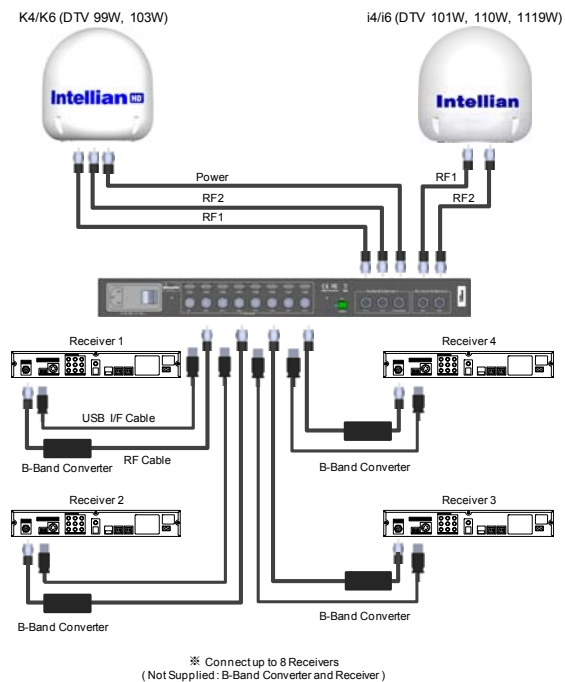 K4/K6 (DTV 99W, 103W)
i4/i6 (DTV 101W, 110W, 1119W)
Intellian HD
Intellian
Power
RF2
RF1
RF1
RF2
Receiver 1
Receiver 4
USB I/F Cable
RF Cable
B-Band Converter
B-Band Converter
Receiver 2
Receiver 3
B-Band Converter
B-Band Converter
※ Connect up to 8 Receivers
( Not Supplied : B-Band Converter and Receiver )